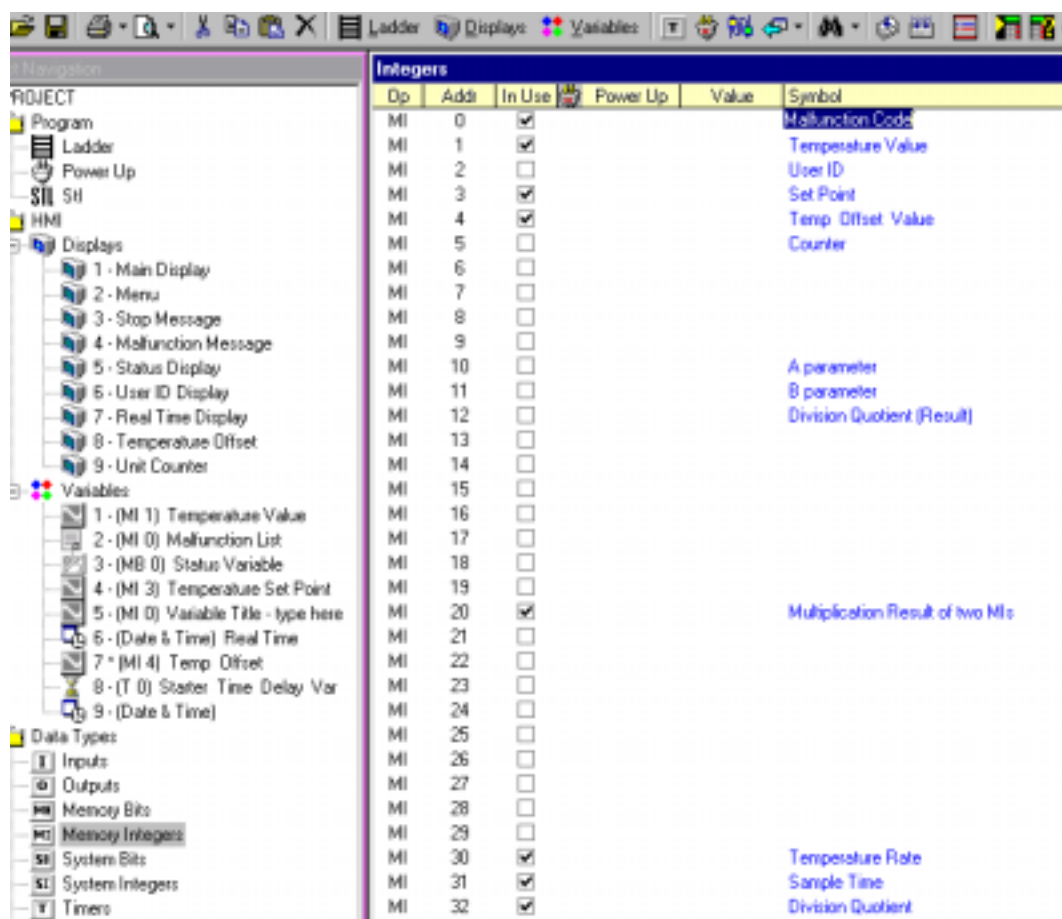 Ladder Displays Variables
t Navigation
PROJECT
Program
Ladder
Power Up
STL Stl
HMI
Displays
1 - Main Display
2 - Menu
3 - Stop Message
4 - Malfunction Message
5 - Status Display
6 - User ID Display
7 - Real Time Display
8 - Temperature Offset
9 - Unit Counter
Variables
1 - (MI 1) Temperature Value
2 - (MI 0) Malfunction List
3 - (MB 0) Status Variable
4 - (MI 3) Temperature Set Point
5 - (MI 0) Variable Title - type here
6 - (Date & Time) Real Time
7 * (MI 4) Temp Offset
8 - (T 0) Starter Time Delay Var
9 - (Date & Time)
Data Types
I Inputs
O Outputs
MB Memory Bits
MI Memory Integers
SB System Bits
SI System Integers
T Timers
Integers
Op Addr In Use Power Up Value Symbol
MI 0 Malfunction Code
MI 1 Temperature Value
MI 2 User ID
MI 3 Set Point
MI 4 Temp Offset Value
MI 5 Counter
MI 6
MI 7
MI 8
MI 9
MI 10 A parameter
MI 11 B parameter
MI 12 Division Quotient (Result)
MI 13
MI 14
MI 15
MI 16
MI 17
MI 18
MI 19
MI 20 Multiplication Result of two MIs
MI 21
MI 22
MI 23
MI 24
MI 25
MI 26
MI 27
MI 28
MI 29
MI 30 Temperature Rate
MI 31 Sample Time
MI 32 Division Quotient